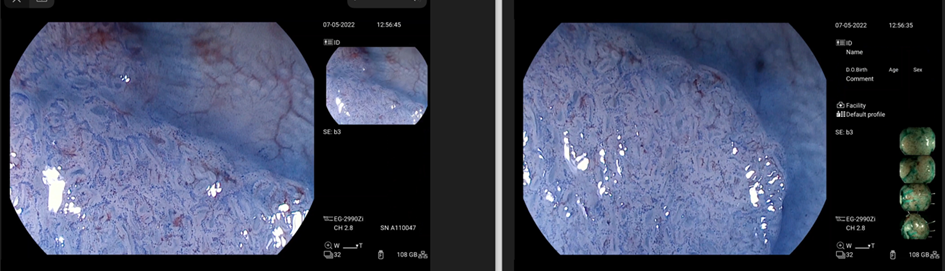 07-05-2022 12:56:45
ID
SE: b3
EG-2990Zi
CH 2.8 SN A110047
W T
32 108 GB
07-05-2022 12:56:35
ID
Name
D.O.Birth Age Sex
Comment
Facility
Default profile
SE: b3
EG-2990Zi
CH 2.8
W T
32 108 GB